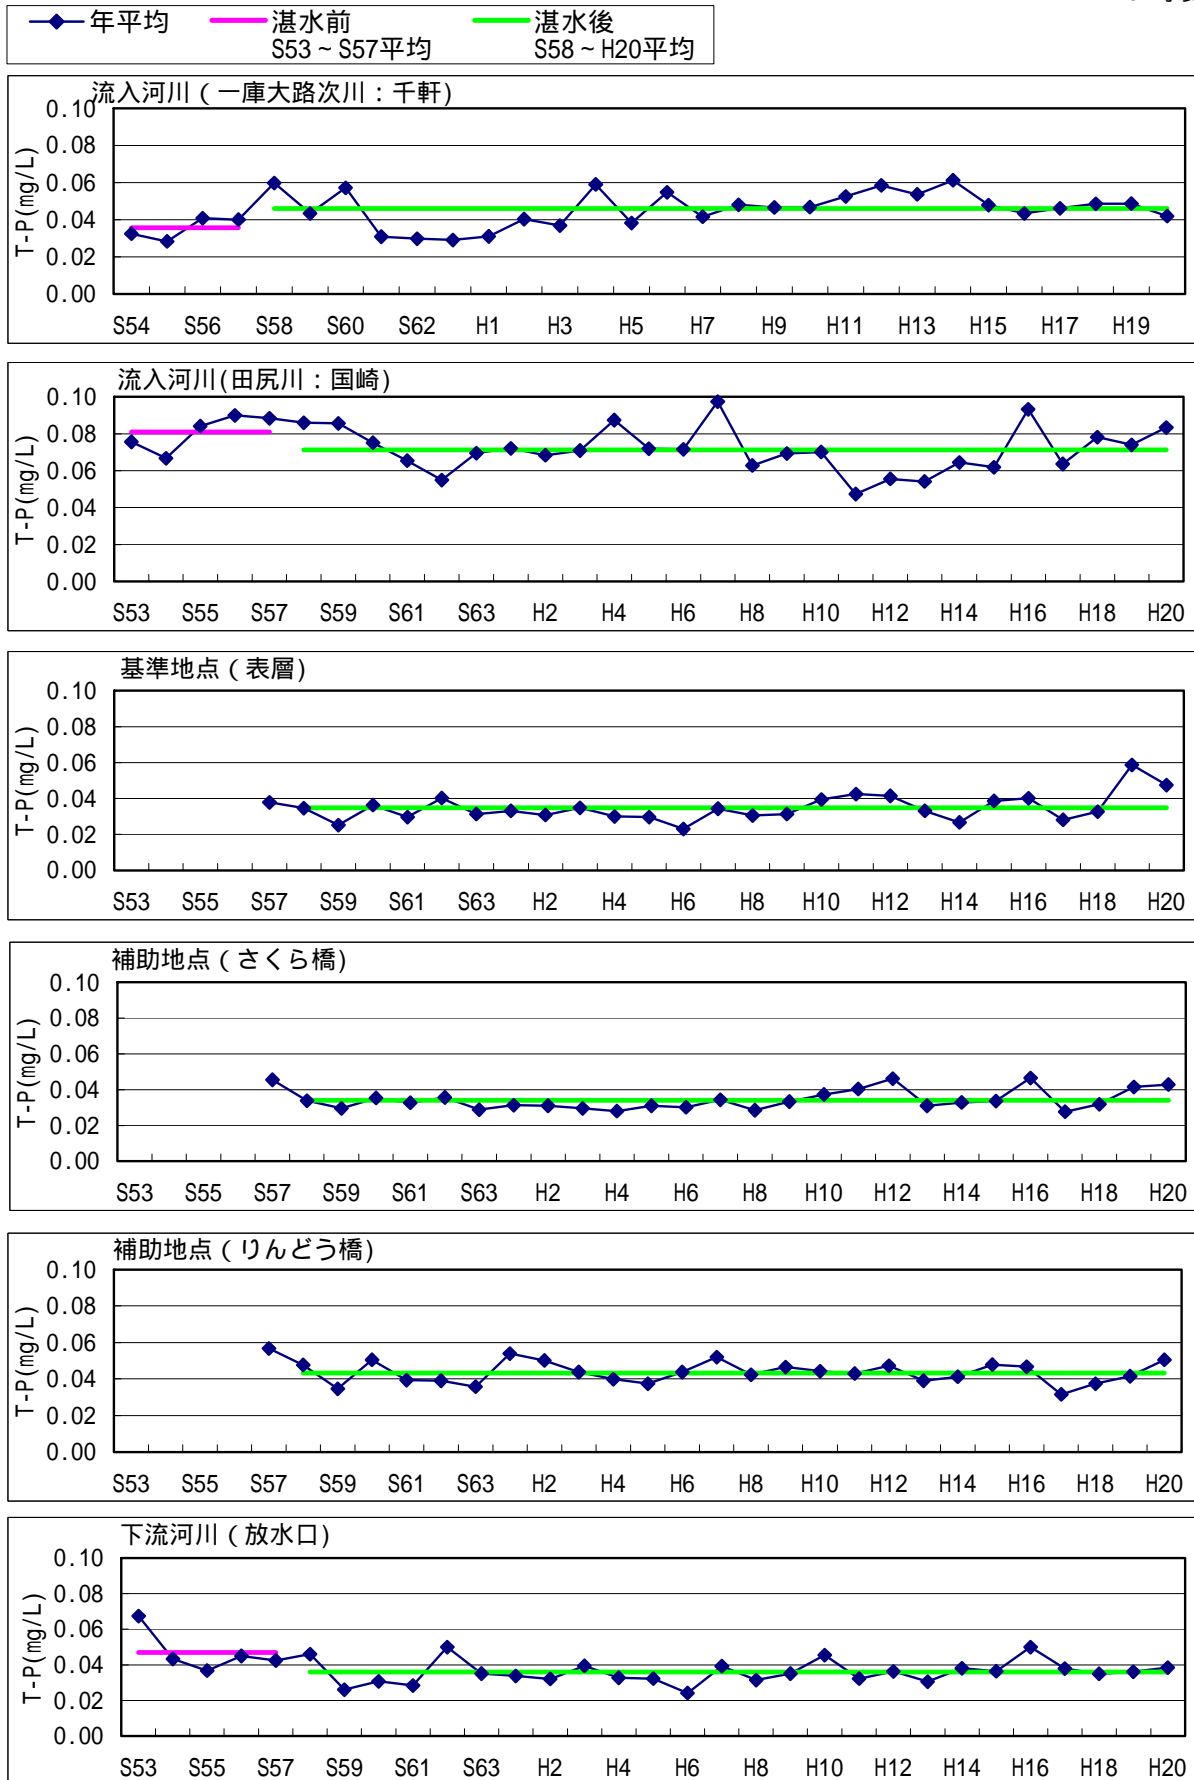 年平均 湛水前 湛水後
S53～S57平均 S58～H20平均
流入河川（一庫大路次川：千軒)
T-P(mg/L)
0.10
0.08
0.06
0.04
0.02
0.00
S54 S56 S58 S60 S62 H1 H3 H5 H7 H9 H11 H13 H15 H17 H19
流入河川(田尻川：国崎)
T-P(mg/L)
0.10
0.08
0.06
0.04
0.02
0.00
S53 S55 S57 S59 S61 S63 H2 H4 H6 H8 H10 H12 H14 H16 H18 H20
基準地点（表層)
T-P(mg/L)
0.10
0.08
0.06
0.04
0.02
0.00
S53 S55 S57 S59 S61 S63 H2 H4 H6 H8 H10 H12 H14 H16 H18 H20
補助地点（さくら橋)
T-P(mg/L)
0.10
0.08
0.06
0.04
0.02
0.00
S53 S55 S57 S59 S61 S63 H2 H4 H6 H8 H10 H12 H14 H16 H18 H20
補助地点（りんどう橋)
T-P(mg/L)
0.10
0.08
0.06
0.04
0.02
0.00
S53 S55 S57 S59 S61 S63 H2 H4 H6 H8 H10 H12 H14 H16 H18 H20
下流河川（放水口)
T-P(mg/L)
0.10
0.08
0.06
0.04
0.02
0.00
S53 S55 S57 S59 S61 S63 H2 H4 H6 H8 H10 H12 H14 H16 H18 H20